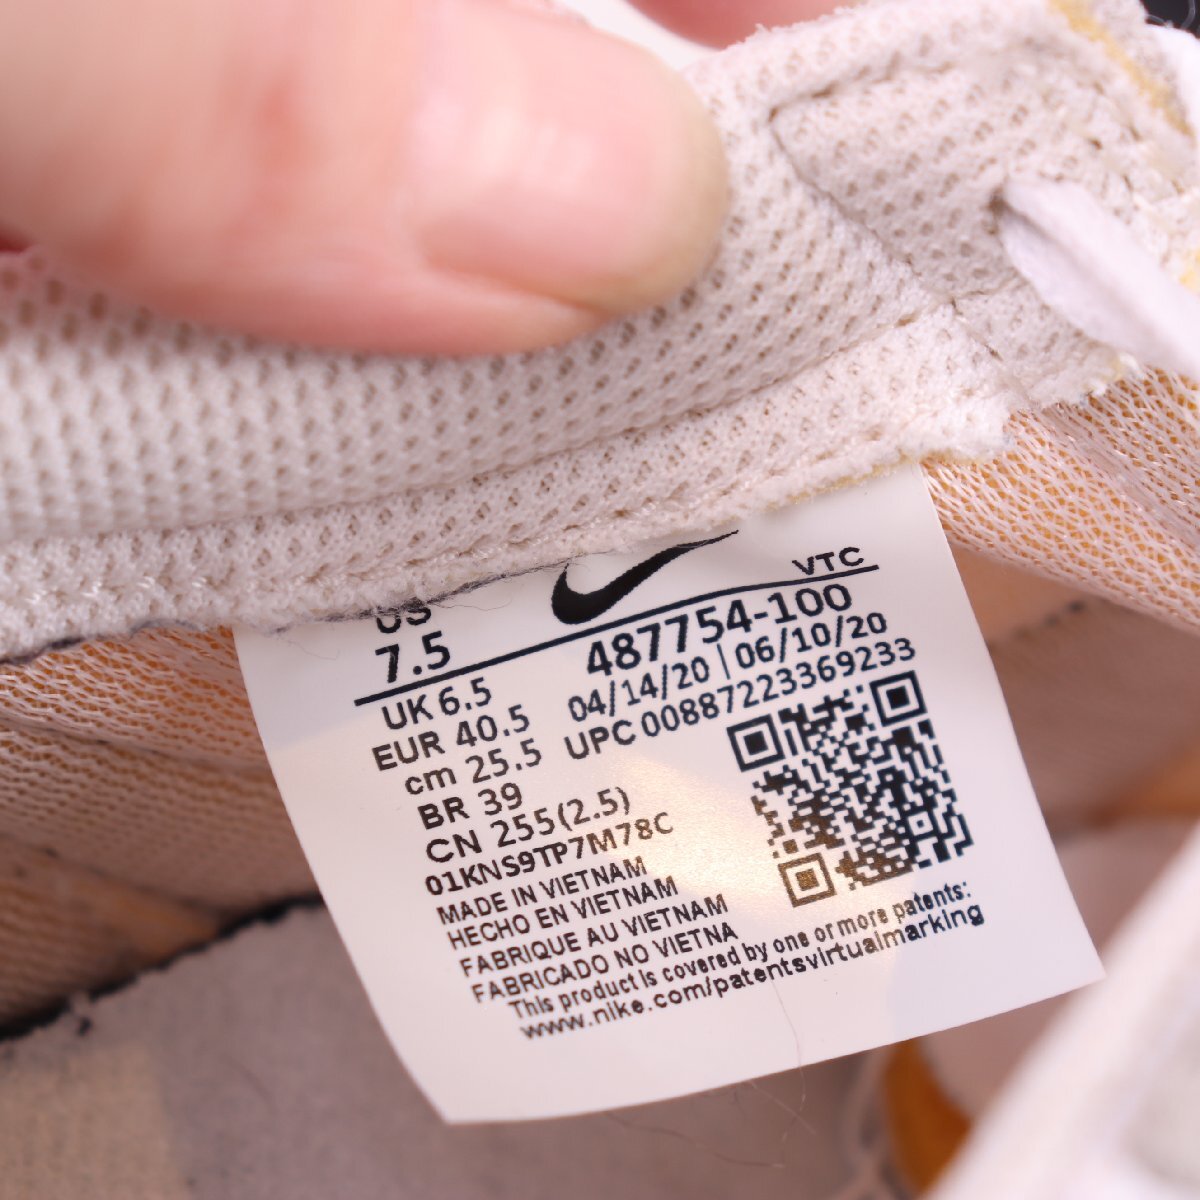 VTC
US
7.5
487754-100
04/14/20 | 06/10/20
UPC 00887223369233
UK 6.5
EUR 40.5
cm 25.5
BR 39
CN 255(2.5)
01KNS9TP7M78C
MADE IN VIETNAM
HECHO EN VIETNAM
FABRIQUE AU VIETNAM
FABRICADO NO VIETNA
This product is covered by one or more patents:
www.nike.com/patentsvirtualmarking